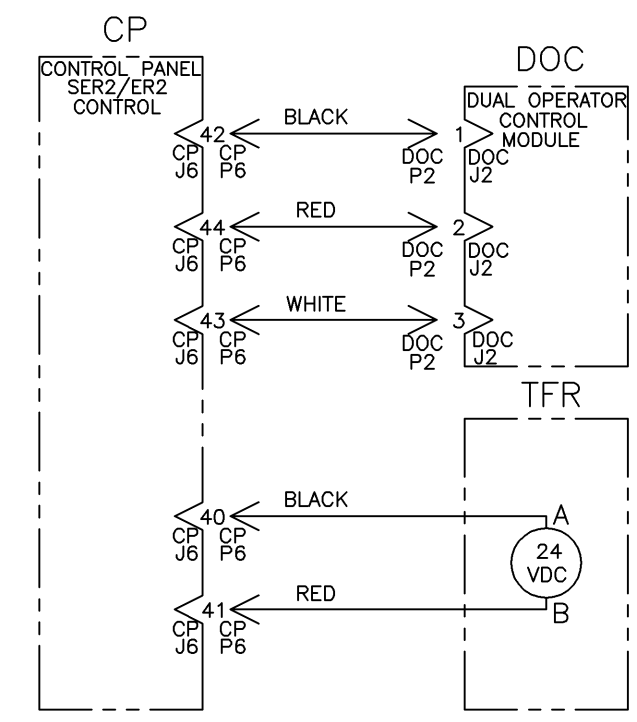 CP
CONTROL PANEL
SER2/ER2
CONTROL
DOC
DUAL OPERATOR
CONTROL
MODULE
BLACK
42
1
CP
J6
CP
P6
DOC
P2
DOC
J2
RED
44
2
CP
J6
CP
P6
DOC
P2
DOC
J2
WHITE
43
3
CP
J6
CP
P6
DOC
P2
DOC
J2
TFR
BLACK
40
A
CP
J6
CP
P6
24
VDC
RED
41
B
CP
J6
CP
P6